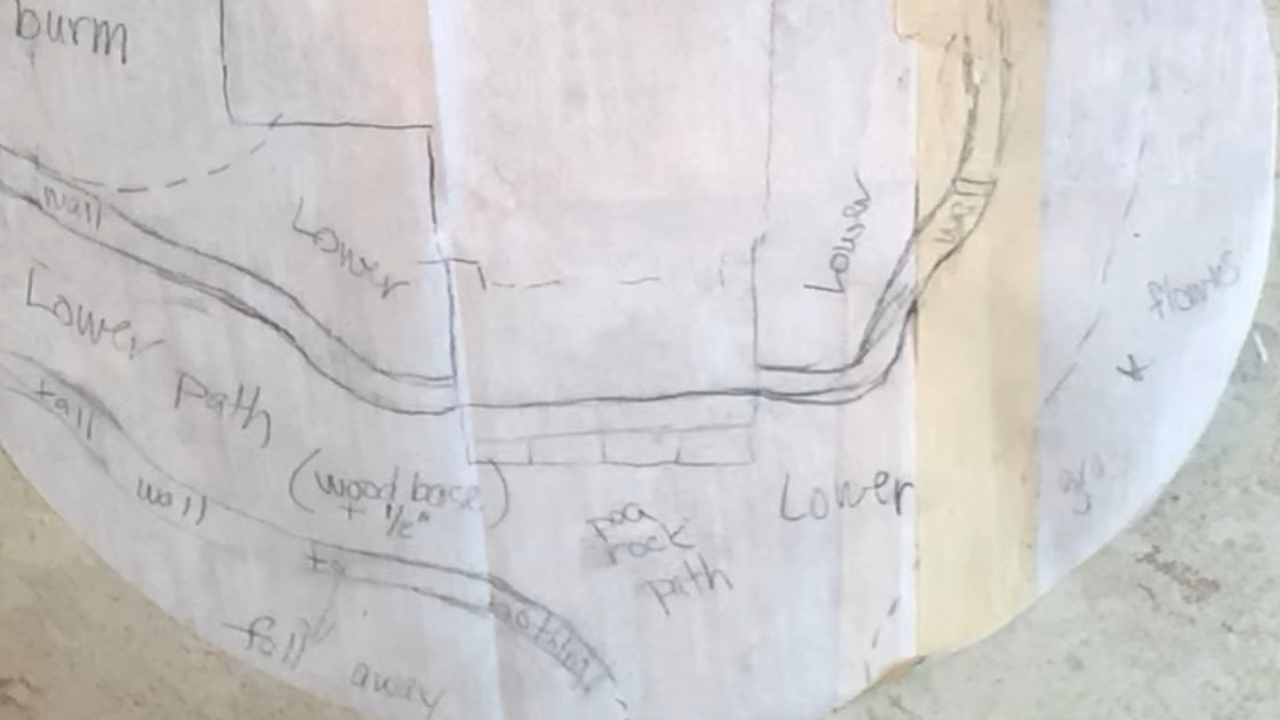 burm
wall
Lower
Lower
wall
Lower
path
tall
wall
(wood base)
+ 1/2"
pea
rock
path
Lower
to
nothing
fall
away